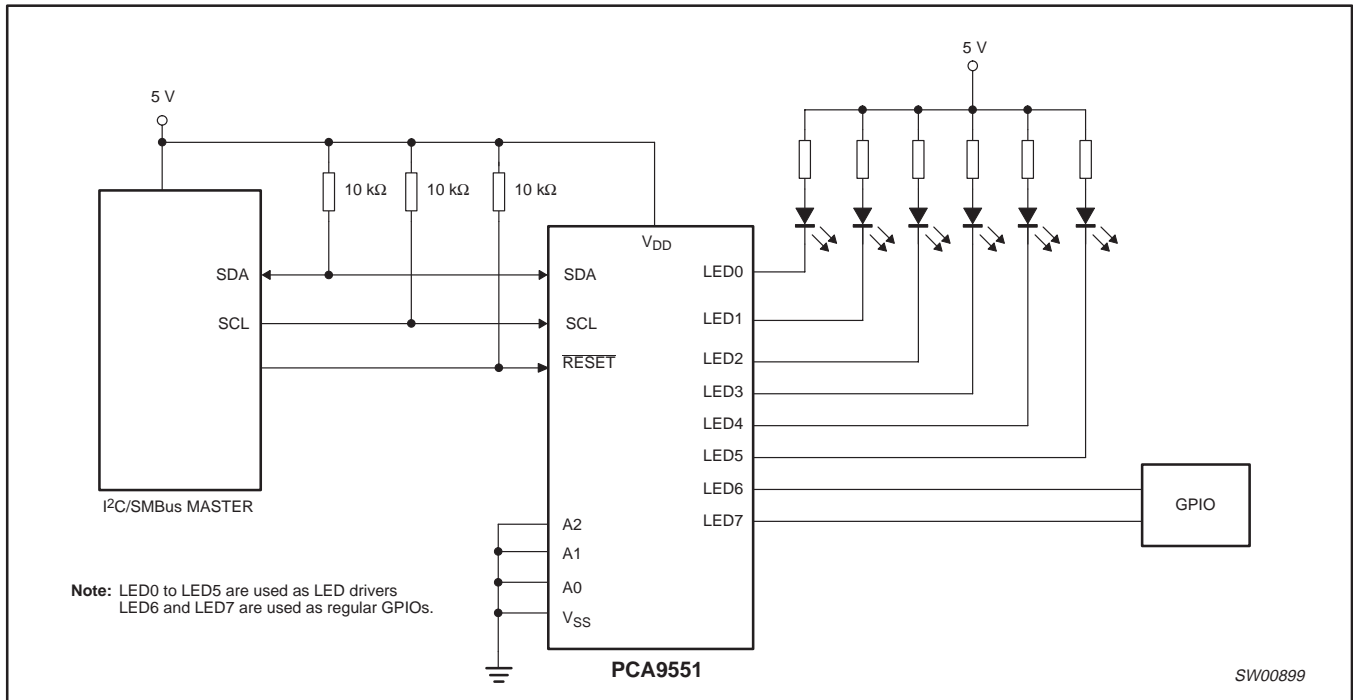 5 V
5 V
10 kΩ
10 kΩ
10 kΩ
VDD
SDA
SDA
LED0
SCL
SCL
LED1
RESET
LED2
LED3
LED4
LED5
LED6
LED7
GPIO
I2C/SMBus MASTER
A2
A1
A0
VSS
Note: LED0 to LED5 are used as LED drivers
LED6 and LED7 are used as regular GPIOs.
PCA9551
SW00899